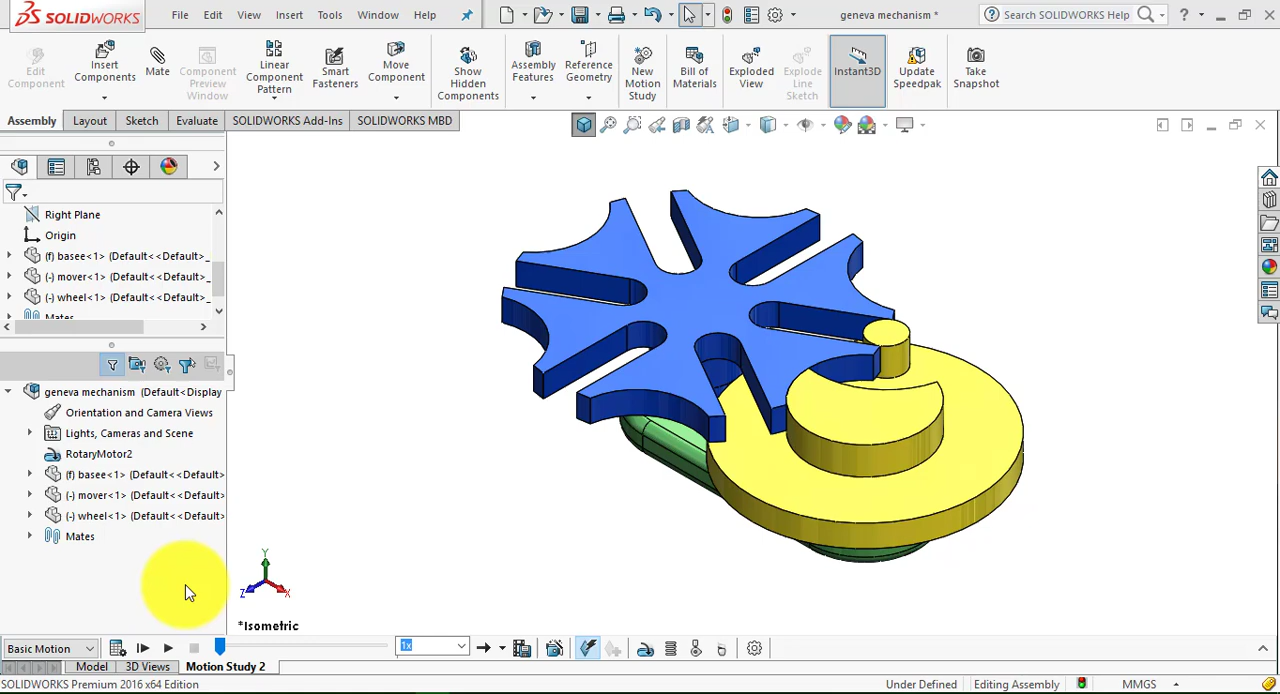 SOLIDWORKS
File Edit View Insert Tools Window Help
geneva mechanism *
Search SOLIDWORKS Help
?
Edit Component
Insert Components
Mate
Component Preview Window
Linear Component Pattern
Smart Fasteners
Move Component
Show Hidden Components
Assembly Features
Reference Geometry
New Motion Study
Bill of Materials
Exploded View
Explode Line Sketch
Instant3D
Update Speedpak
Take Snapshot
Assembly Layout Sketch Evaluate SOLIDWORKS Add-Ins SOLIDWORKS MBD
Right Plane
Origin
(f) basee<1> (Default<<Default>_
(-) mover<1> (Default<<Default>_
(-) wheel<1> (Default<<Default>_
Mates
geneva mechanism (Default<Display
Orientation and Camera Views
Lights, Cameras and Scene
RotaryMotor2
(f) basee<1> (Default<<Default>
(-) mover<1> (Default<<Default>
(-) wheel<1> (Default<<Default>
Mates
Y
Z X
*Isometric
Basic Motion
1x
Model 3D Views Motion Study 2
SOLIDWORKS Premium 2016 x64 Edition
Under Defined Editing Assembly MMGS